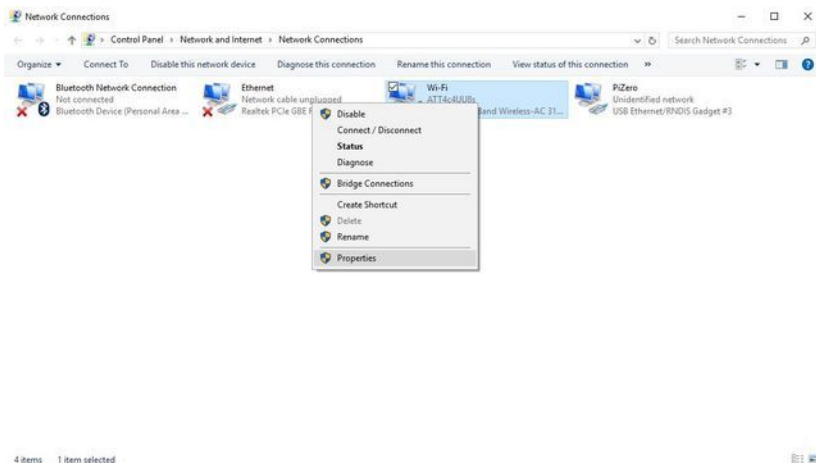 Network Connections
Control Panel › Network and Internet › Network Connections
Search Network Connections
Organize
Connect To
Disable this network device
Diagnose this connection
Rename this connection
View status of this connection
»
Bluetooth Network Connection
Not connected
Bluetooth Device (Personal Area ...
Ethernet
Network cable unplugged
Realtek PCIe GBE
Wi-Fi
Band Wireless-AC 31...
PiZero
Unidentified network
USB Ethernet/RNDIS Gadget #3
Disable
Connect / Disconnect
Status
Diagnose
Bridge Connections
Create Shortcut
Delete
Rename
Properties
4 items
1 item selected